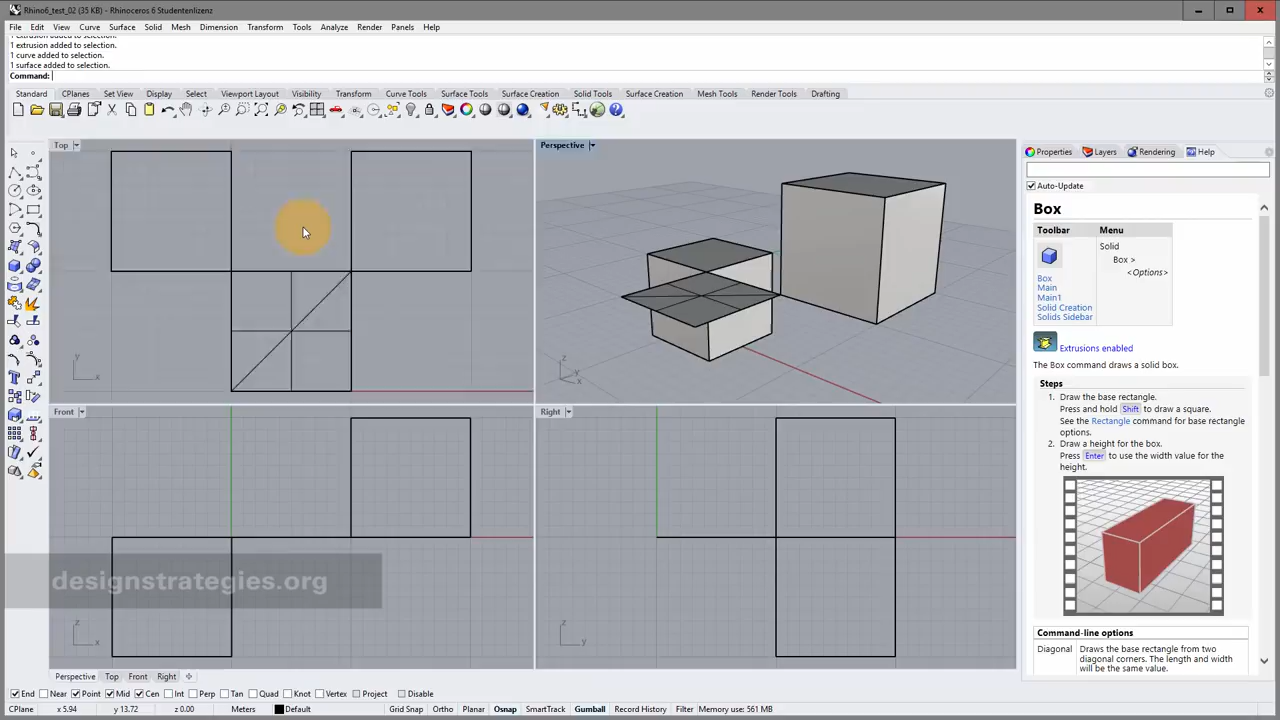 Rhino6_test_02 (35 KB) - Rhinoceros 6 Studentenlizenz
File Edit View Curve Surface Solid Mesh Dimension Transform Tools Analyze Render Panels Help
1 extrusion added to selection.
1 curve added to selection.
1 surface added to selection.
Command:
Standard CPlanes Set View Display Select Viewport Layout Visibility Transform Curve Tools Surface Tools Surface Creation Solid Tools Surface Creation Mesh Tools Render Tools Drafting
Top
Perspective
Properties Layers Rendering Help
Auto-Update
Box
Toolbar Menu
Solid
Box >
<Options>
Box
Main
Main1
Solid Creation
Solids Sidebar
Extrusions enabled
The Box command draws a solid box.
Steps
1. Draw the base rectangle.
Press and hold Shift to draw a square.
See the Rectangle command for base rectangle
options.
2. Draw a height for the box.
Press Enter to use the width value for the
height.
y
x
z
y
x
Front
Right
designstrategies.org
z
x
z
y
Command-line options
Diagonal Draws the base rectangle from two
diagonal corners. The length and width
will be the same value.
Perspective Top Front Right
End Near Point Mid Cen Int Perp Tan Quad Knot Vertex Project Disable
CPlane x 5.94 y 13.72 z 0.00 Meters Default Grid Snap Ortho Planar Osnap SmartTrack Gumball Record History Filter Memory use: 561 MB